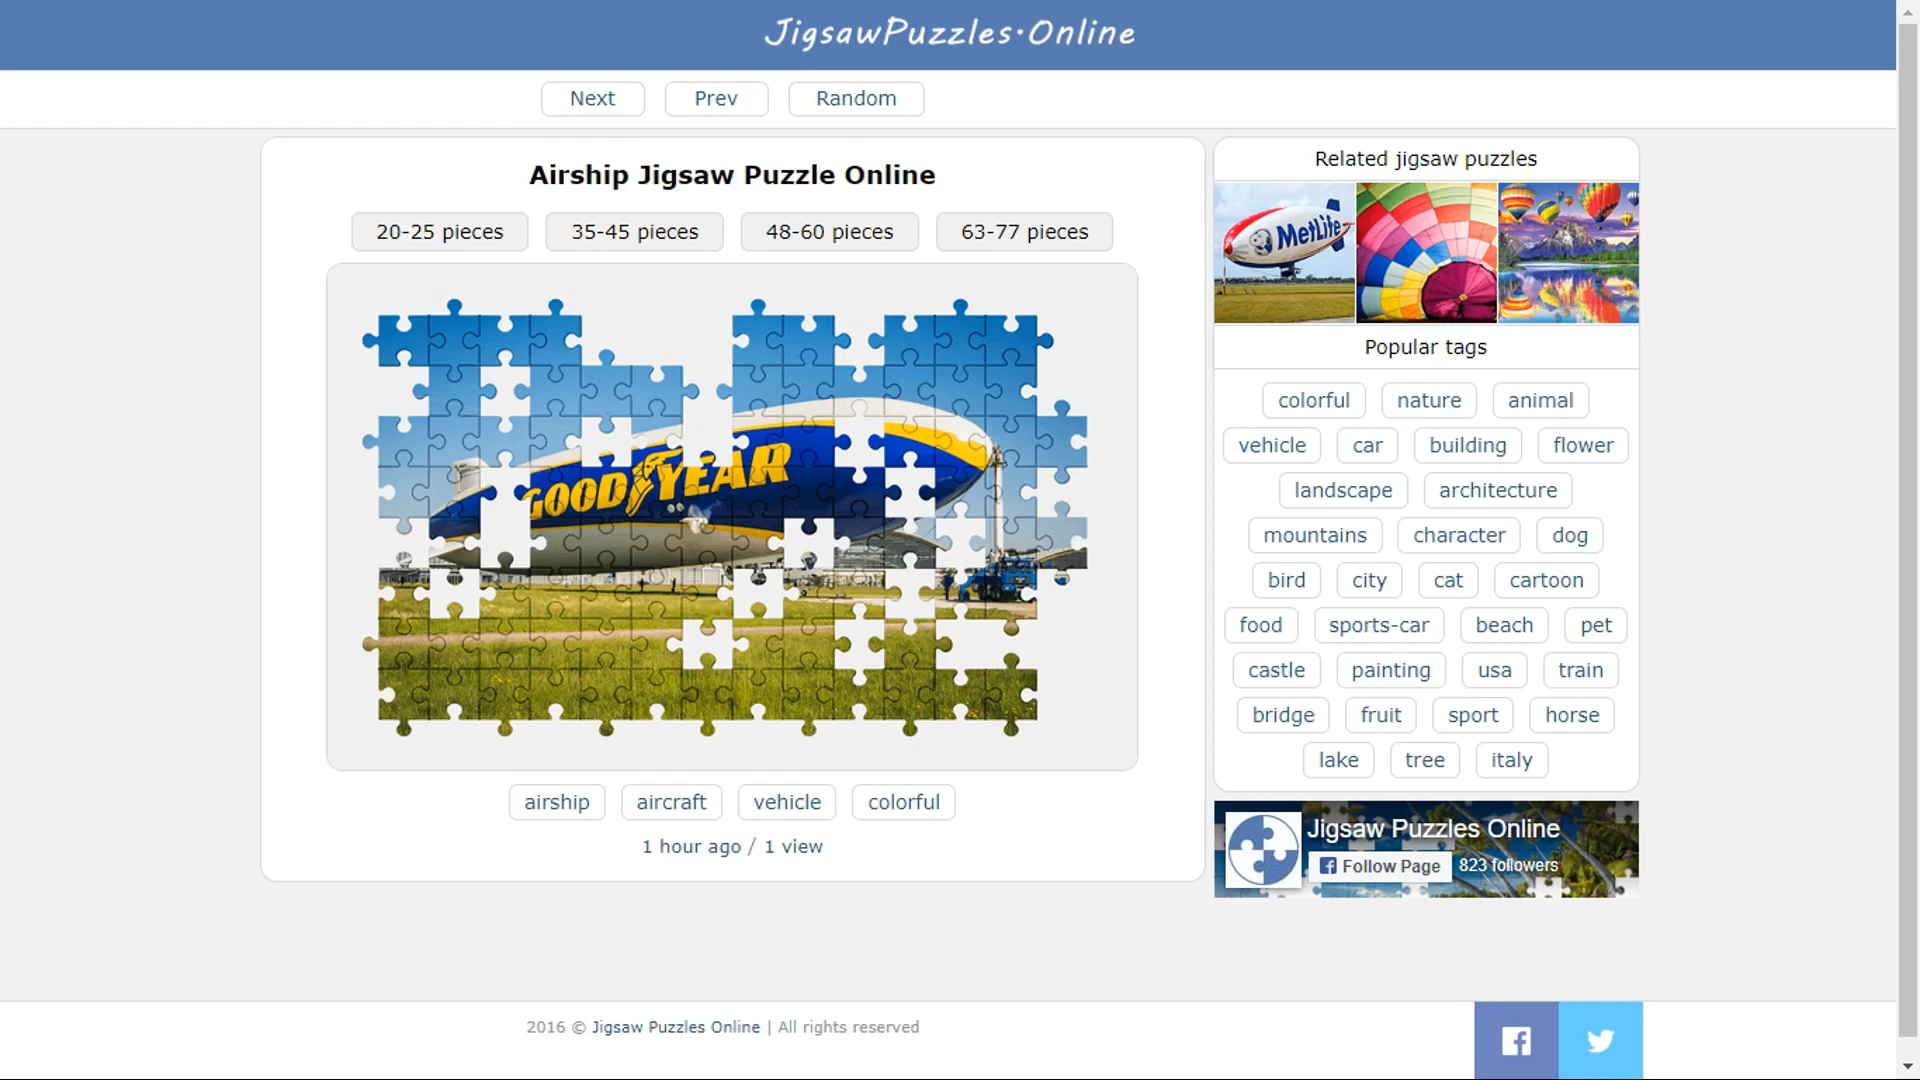 JigsawPuzzles·Online
Next Prev Random
Airship Jigsaw Puzzle Online
20-25 pieces 35-45 pieces 48-60 pieces 63-77 pieces
GOODYEAR
airship aircraft vehicle colorful
1 hour ago / 1 view
Related jigsaw puzzles
MetLife
Popular tags
colorful nature animal
vehicle car building flower
landscape architecture
mountains character dog
bird city cat cartoon
food sports-car beach pet
castle painting usa train
bridge fruit sport horse
lake tree italy
Jigsaw Puzzles Online
Follow Page 823 followers
2016 © Jigsaw Puzzles Online | All rights reserved